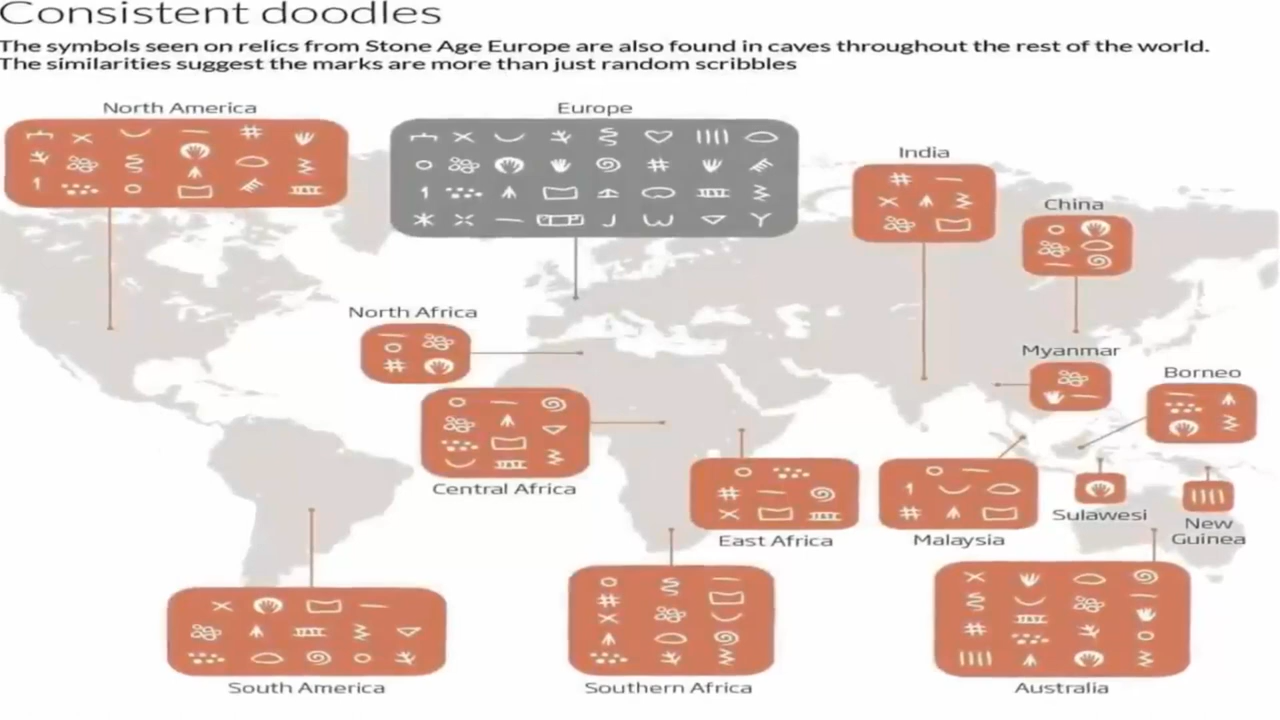 Consistent doodles
The symbols seen on relics from Stone Age Europe are also found in caves throughout the rest of the world.
The similarities suggest the marks are more than just random scribbles
North America
Europe
India
China
North Africa
Myanmar
Borneo
Central Africa
East Africa
Malaysia
Sulawesi
New
Guinea
South America
Southern Africa
Australia